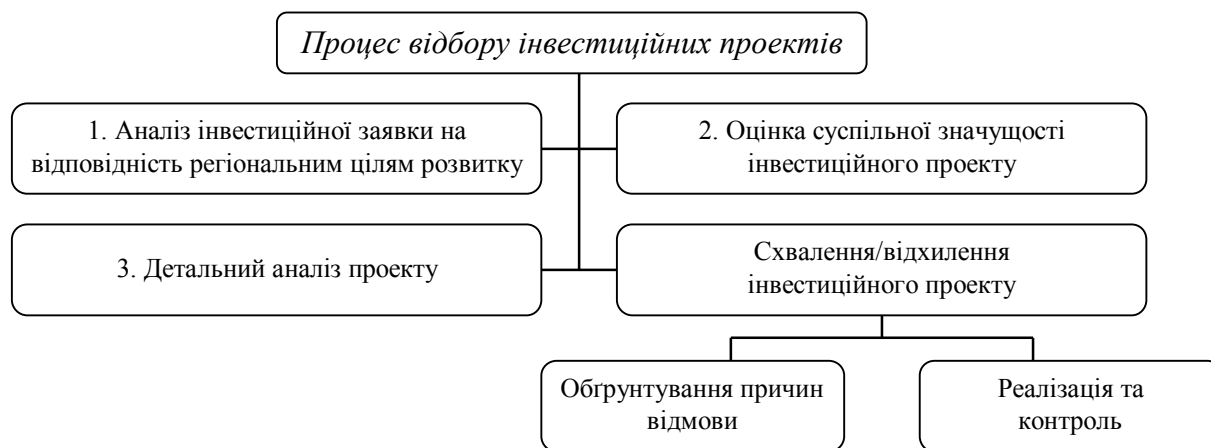 Процес відбору інвестиційних проектів
1. Аналіз інвестиційної заявки на
відповідність регіональним цілям розвитку
2. Оцінка суспільної значущості
інвестиційного проекту
3. Детальний аналіз проекту
Схвалення/відхилення
інвестиційного проекту
Обґрунтування причин
відмови
Реалізація та
контроль